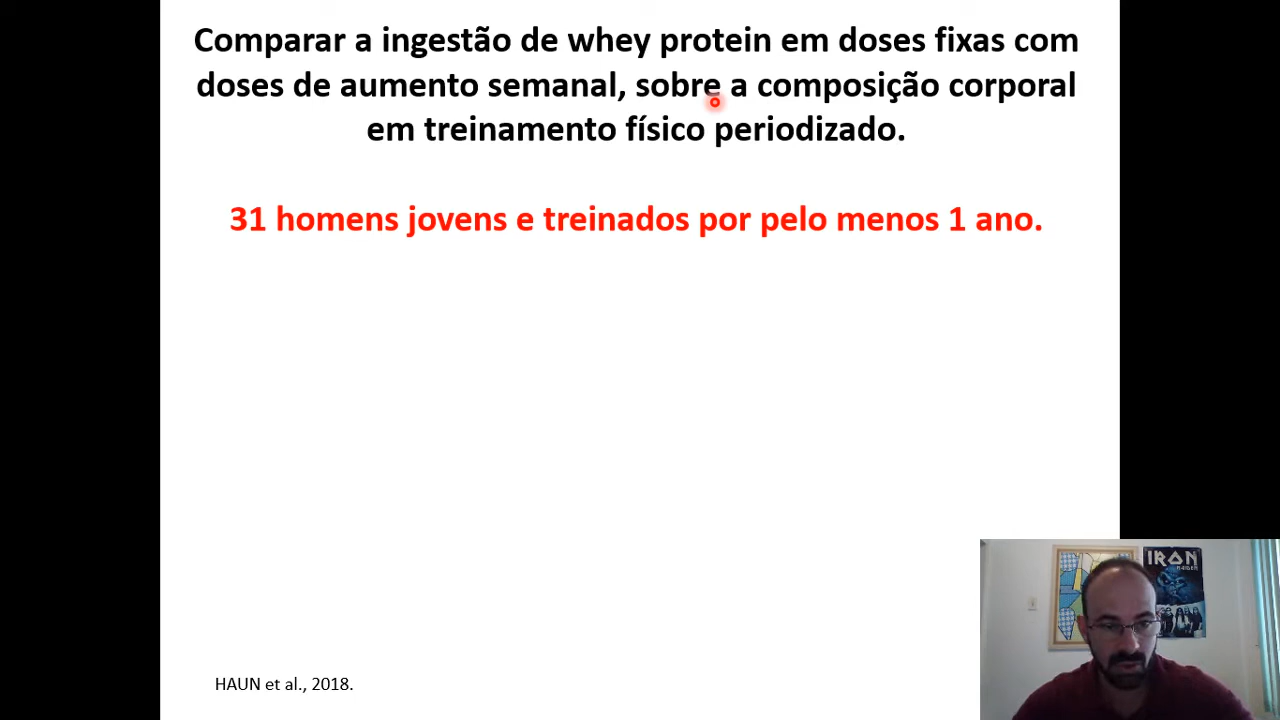 Comparar a ingestão de whey protein em doses fixas com
doses de aumento semanal, sobre a composição corporal
em treinamento físico periodizado.
31 homens jovens e treinados por pelo menos 1 ano.
IRON
MAIDEN
HAUN et al., 2018.